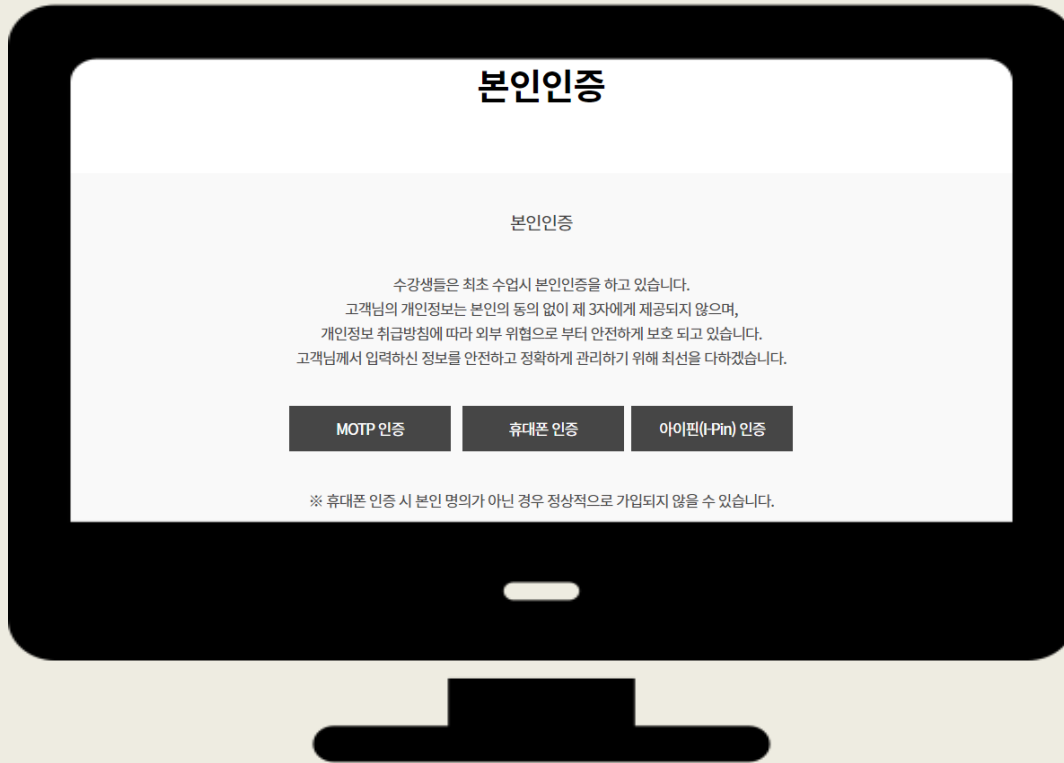 본인인증
본인인증
수강생들은 최초 수업시 본인인증을 하고 있습니다.
고객님의 개인정보는 본인의 동의 없이 제 3자에게 제공되지 않으며,
개인정보 취급방침에 따라 외부 위협으로 부터 안전하게 보호 되고 있습니다.
고객님께서 입력하신 정보를 안전하고 정확하게 관리하기 위해 최선을 다하겠습니다.
MOTP 인증 휴대폰 인증 아이핀(I-Pin) 인증
※ 휴대폰 인증 시 본인 명의가 아닌 경우 정상적으로 가입되지 않을 수 있습니다.